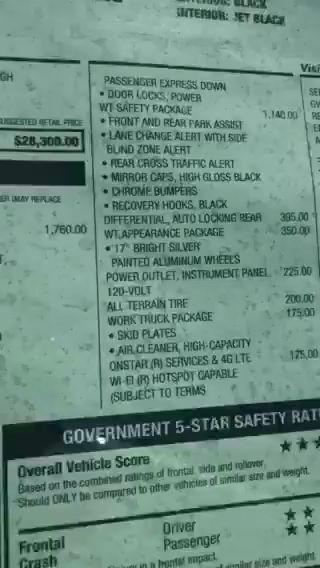 BLACK
INTERIOR: JET BLACK
SUGGESTED RETAIL PRICE
$28,300.00
MAY REPLACE
1,760.00
PASSENGER EXPRESS DOWN
• DOOR LOCKS, POWER
WT SAFETY PACKAGE 1,140.00
• FRONT AND REAR PARK ASSIST
• LANE CHANGE ALERT WITH SIDE
BLIND ZONE ALERT
• REAR CROSS TRAFFIC ALERT
• MIRROR CAPS, HIGH GLOSS BLACK
• CHROME BUMPERS
• RECOVERY HOOKS, BLACK
DIFFERENTIAL, AUTO LOCKING REAR 395.00
WT APPEARANCE PACKAGE 350.00
• 17" BRIGHT SILVER
PAINTED ALUMINUM WHEELS
POWER OUTLET, INSTRUMENT PANEL 225.00
120-VOLT
ALL TERRAIN TIRE 200.00
WORK TRUCK PACKAGE 175.00
• SKID PLATES
• AIR CLEANER, HIGH-CAPACITY
ONSTAR (R) SERVICES & 4G LTE 175.00
WI-FI (R) HOTSPOT CAPABLE
(SUBJECT TO TERMS
GOVERNMENT 5-STAR SAFETY
Overall Vehicle Score ★★
Based on the combined ratings of frontal, side and rollover.
Should ONLY be compared to other vehicles of similar size and weight.
Frontal Driver ★★
Crash Passenger ★★
in a frontal impact.
similar size and weight.